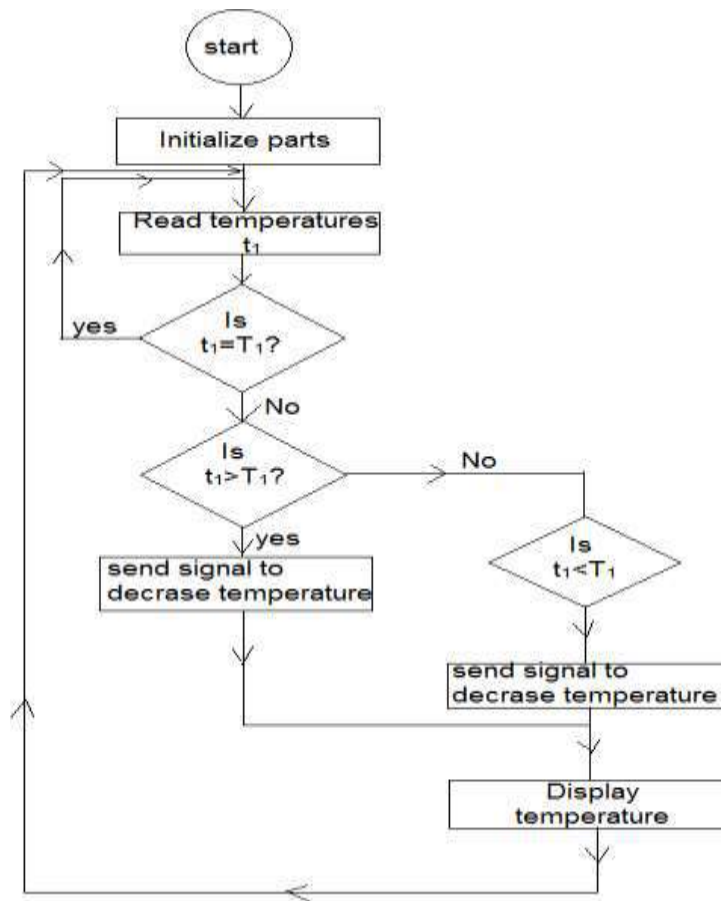 start
Initialize parts
Read temperatures
t₁
Is
t₁=T₁?
yes
No
Is
t₁>T₁?
No
yes
send signal to
decrase temperature
Is
t₁<T₁
send signal to
decrase temperature
Display
temperature